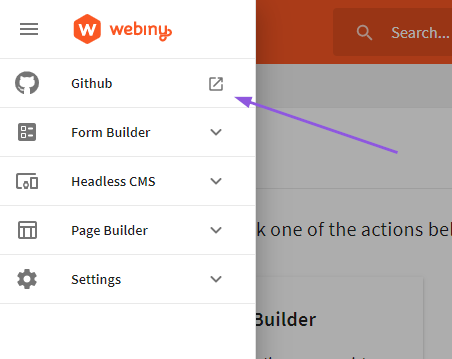 webiny
Search...
Github
Form Builder
Headless CMS
Page Builder
Settings
k one of the actions bel
Builder